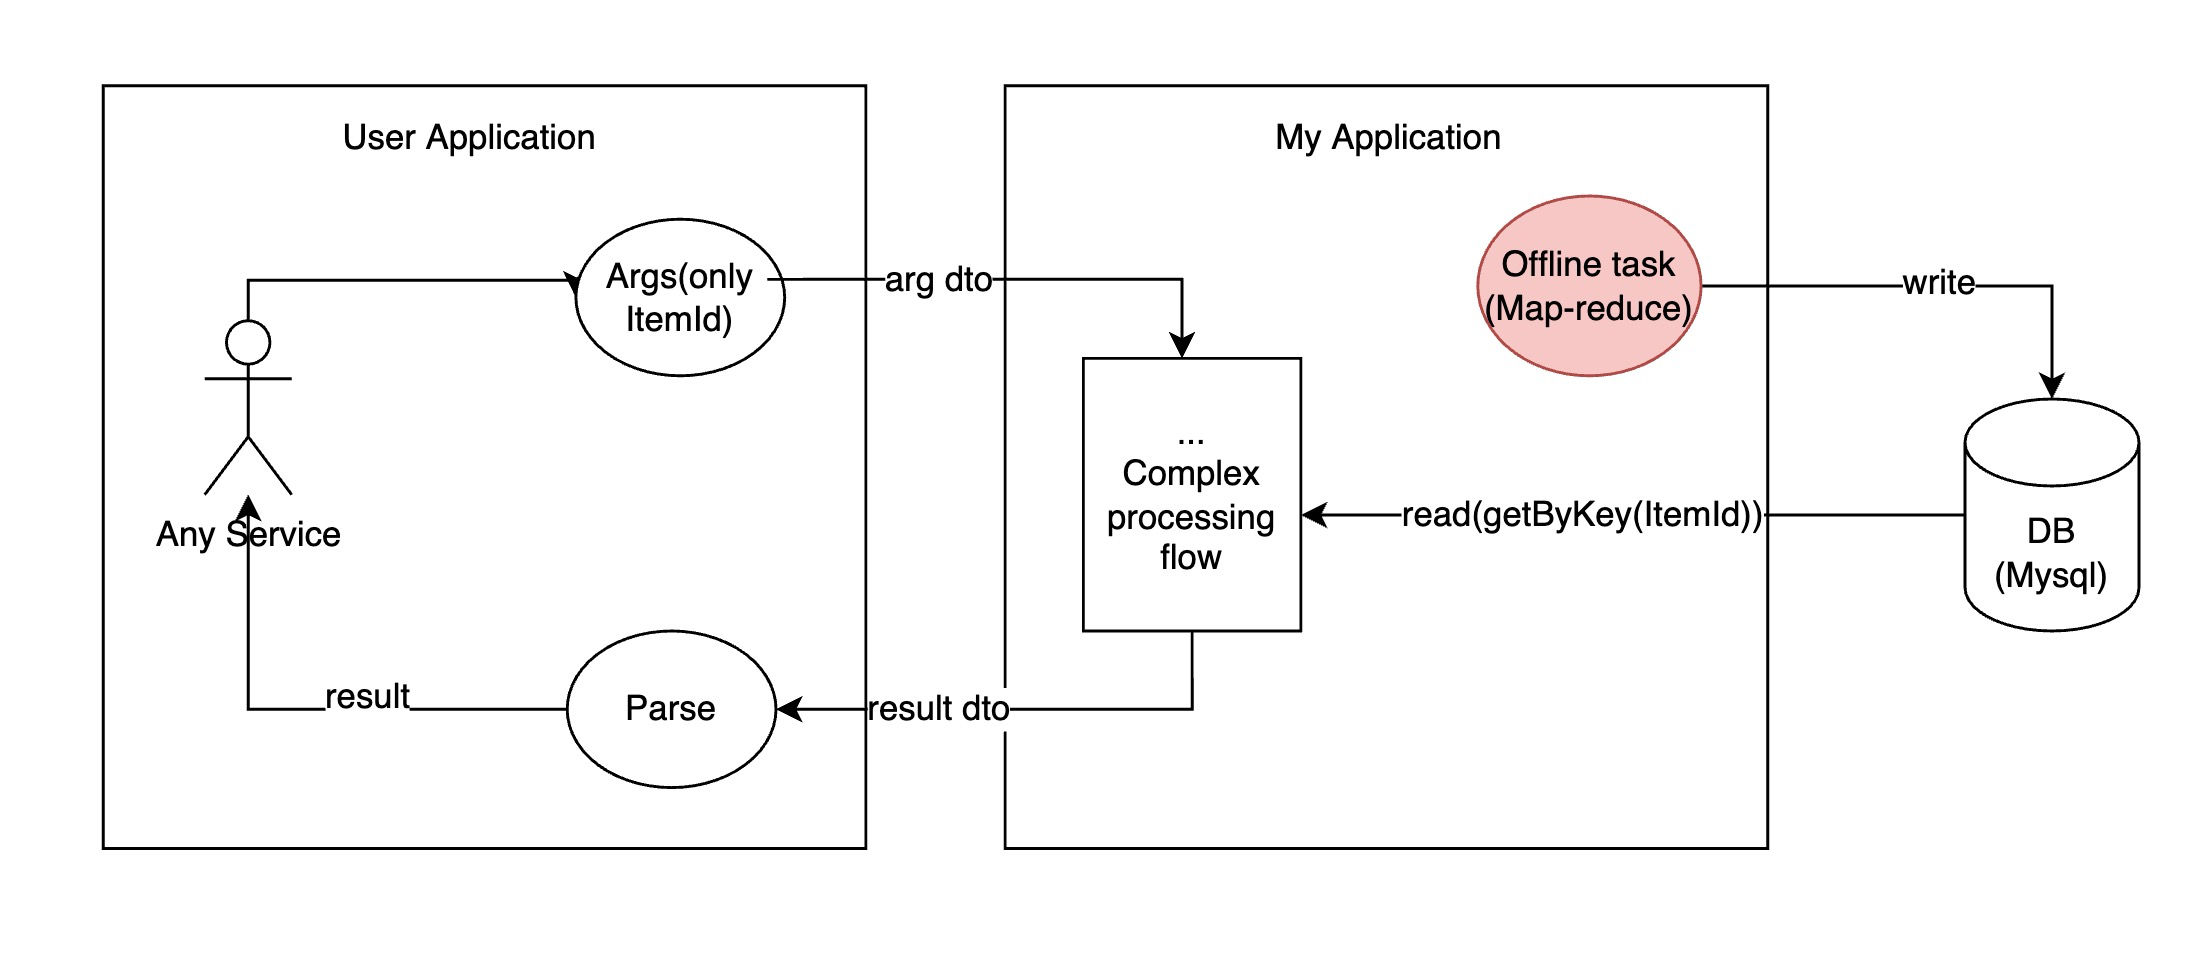 User Application
My Application
Args(only
ItemId)
arg dto
Offline task
(Map-reduce)
write
...
Complex
processing
flow
read(getByKey(ItemId))
DB
(Mysql)
Any Service
result
Parse
result dto